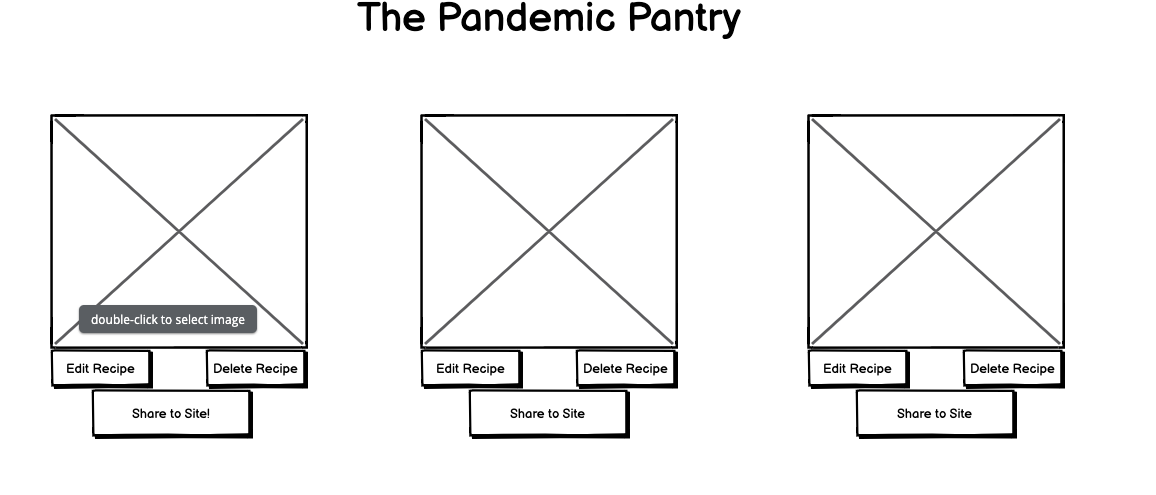 The Pandemic Pantry
double-click to select image
Edit Recipe
Delete Recipe
Share to Site!
Edit Recipe
Delete Recipe
Share to Site
Edit Recipe
Delete Recipe
Share to Site